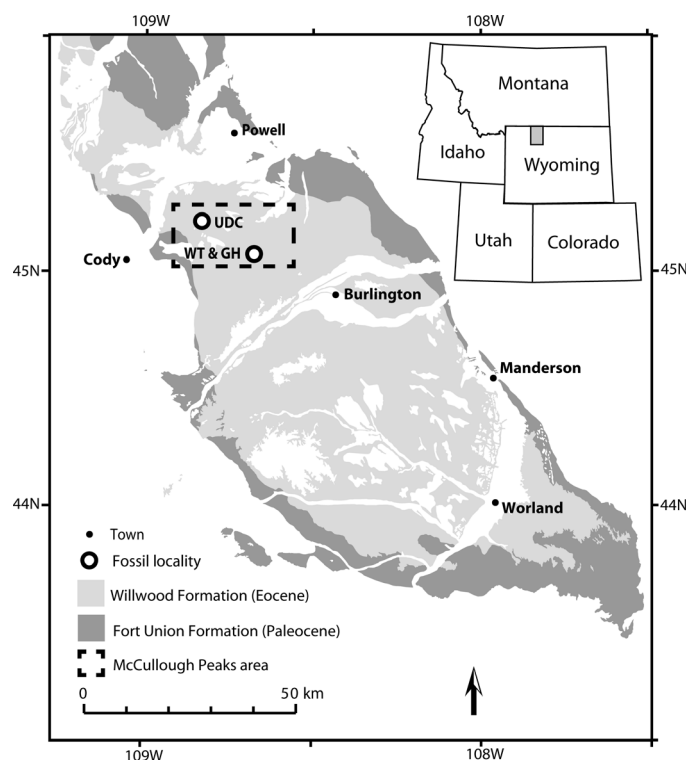 109W
108W
Montana
Powell
Idaho
Wyoming
UDC
WT & GH
Utah
Colorado
Cody
45N
45N
Burlington
Manderson
44N
44N
Worland
Town
Fossil locality
Willwood Formation (Eocene)
Fort Union Formation (Paleocene)
McCullough Peaks area
0
50 km
109W
108W